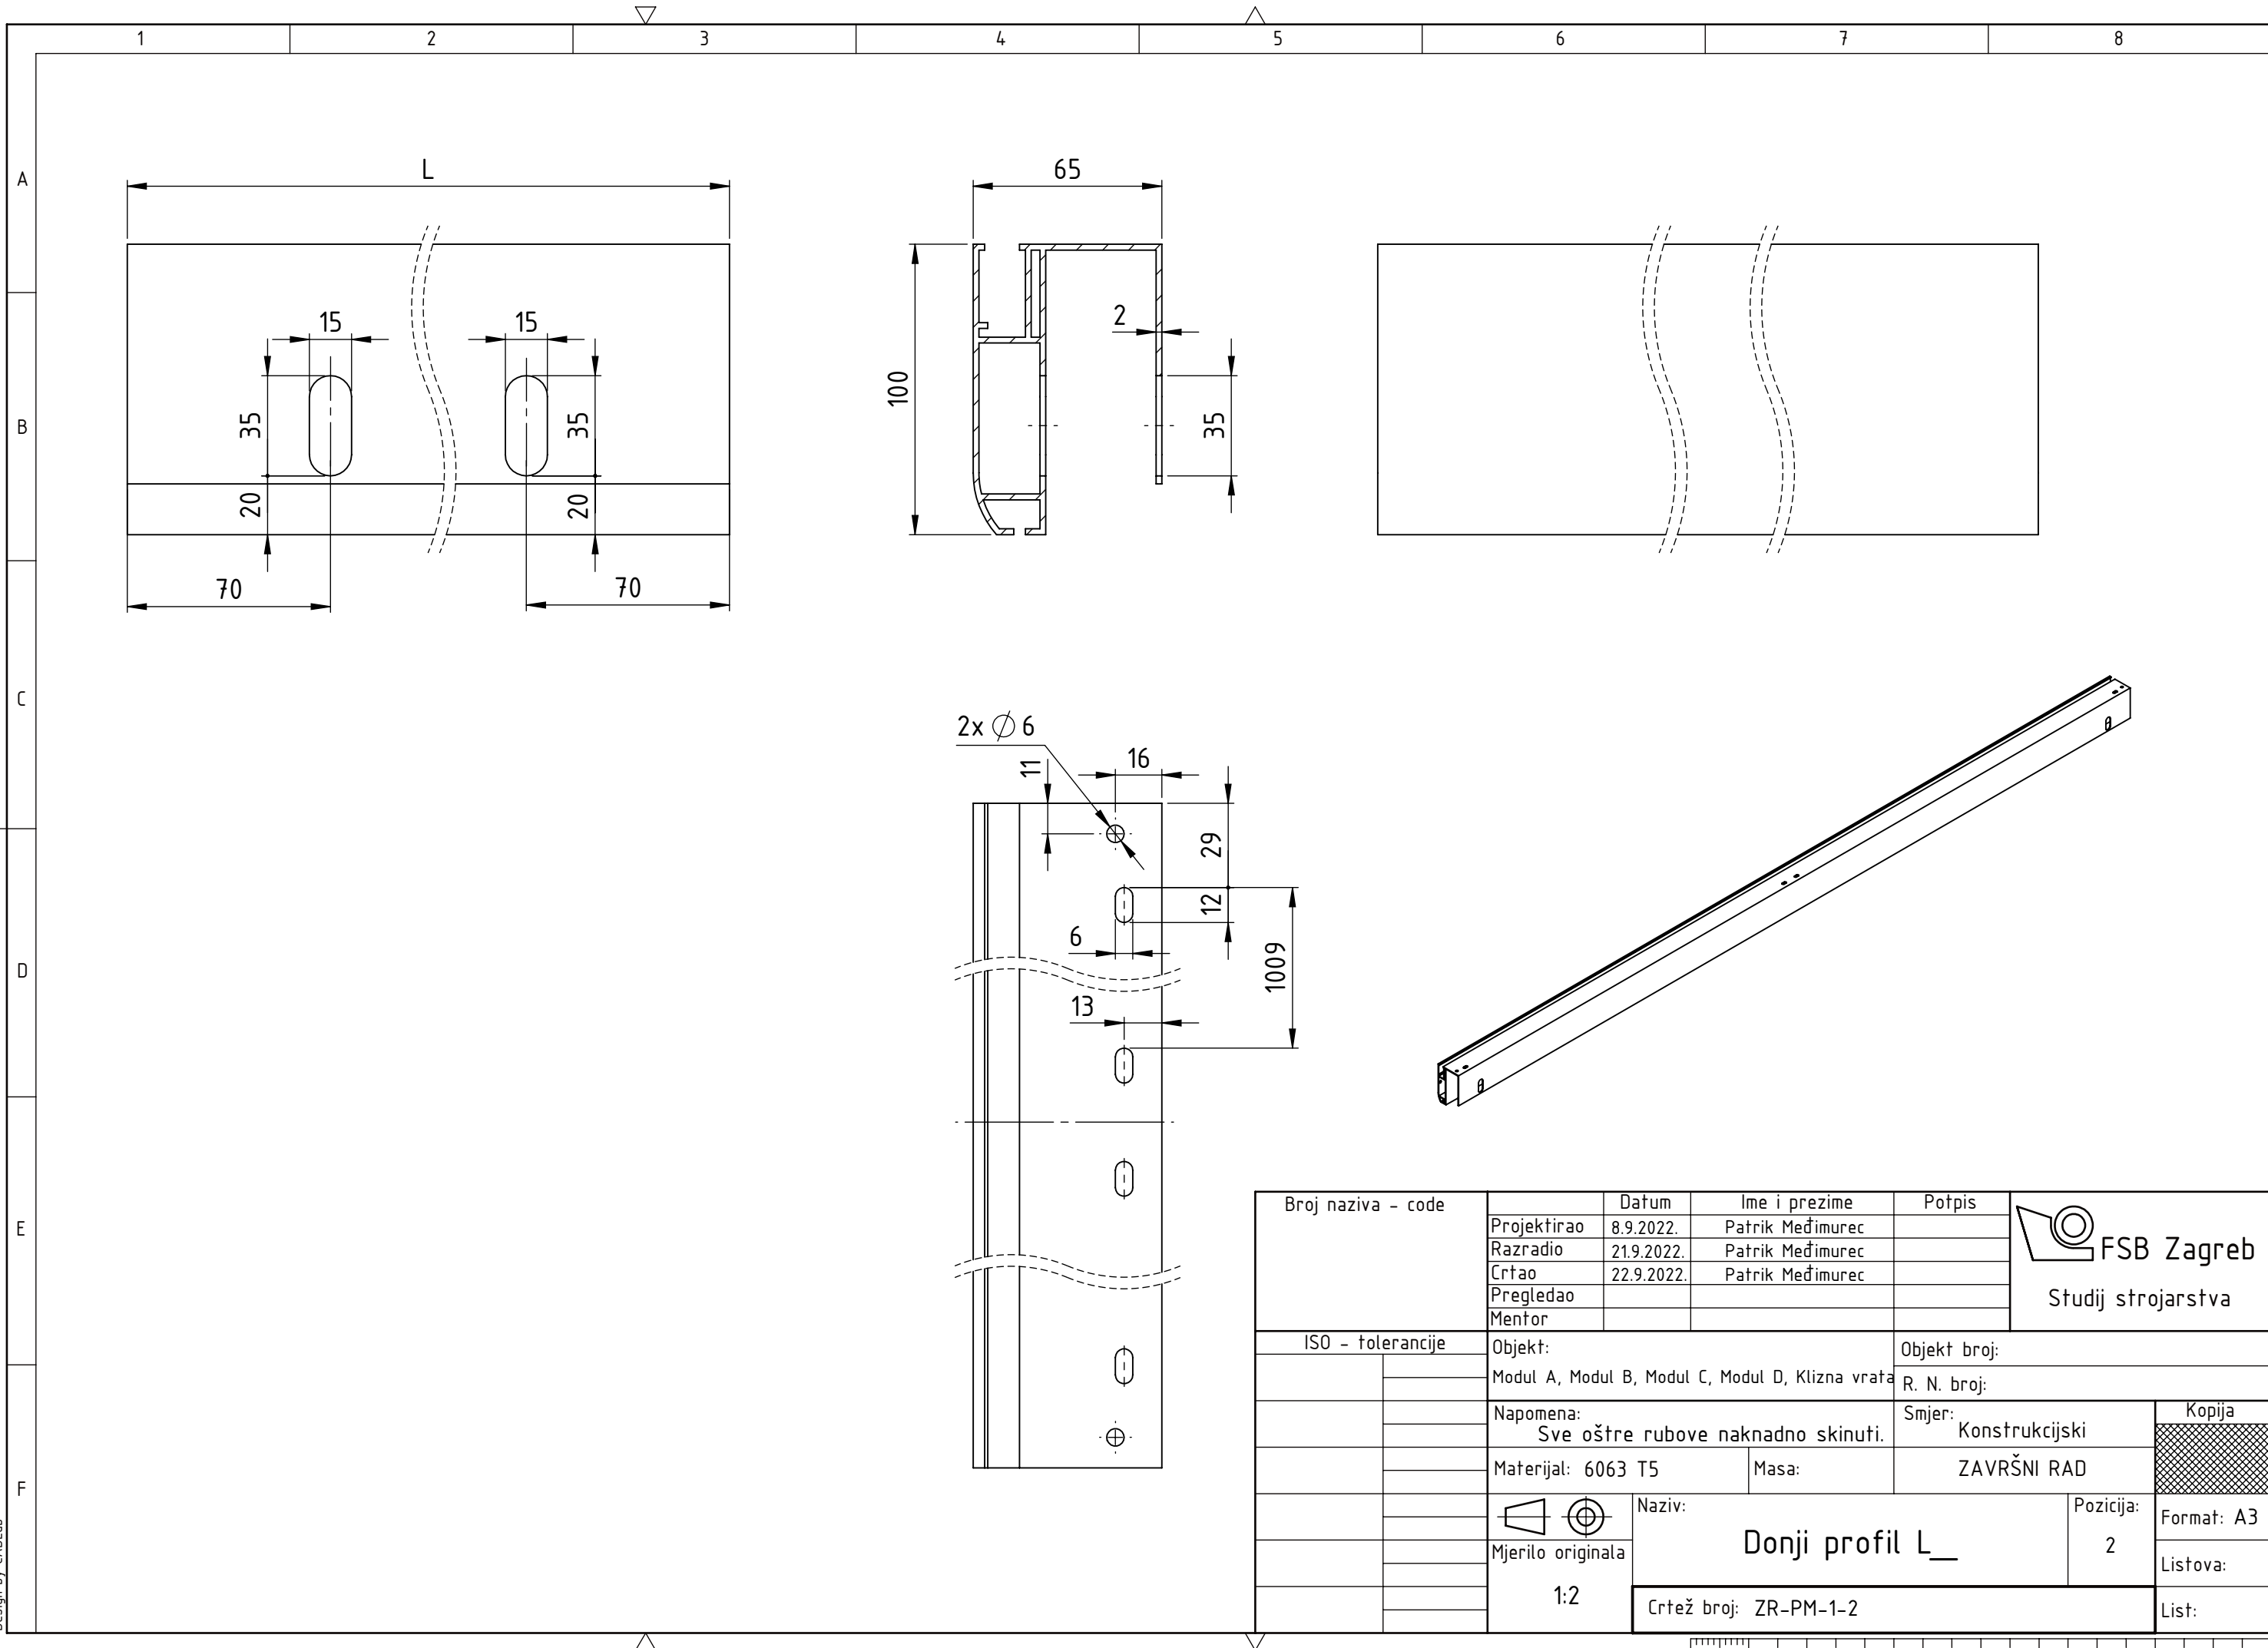 1 2 3 4 5 6 7 8
A
B
C
D
E
F
L
15 15
35 35
20 20
70 70
65
100
2
35
2x ∅ 6
11
16
29
12
6
1009
13
Broj naziva - code
Datum Ime i prezime Potpis
Projektirao 8.9.2022. Patrik Međimurec
Razradio 21.9.2022. Patrik Međimurec
Crtao 22.9.2022. Patrik Međimurec
Pregledao
Mentor
FSB Zagreb
Studij strojarstva
ISO - tolerancije
Objekt:
Modul A, Modul B, Modul C, Modul D, Klizna vrata
Objekt broj:
R. N. broj:
Napomena:
Sve oštre rubove naknadno skinuti.
Smjer:
Konstrukcijski
Kopija
Materijal: 6063 T5
Masa:
ZAVRŠNI RAD
Naziv:
Donji profil L_
Pozicija:
2
Format: A3
Mjerilo originala
1:2
Listova:
Crtež broj: ZR-PM-1-2
List: